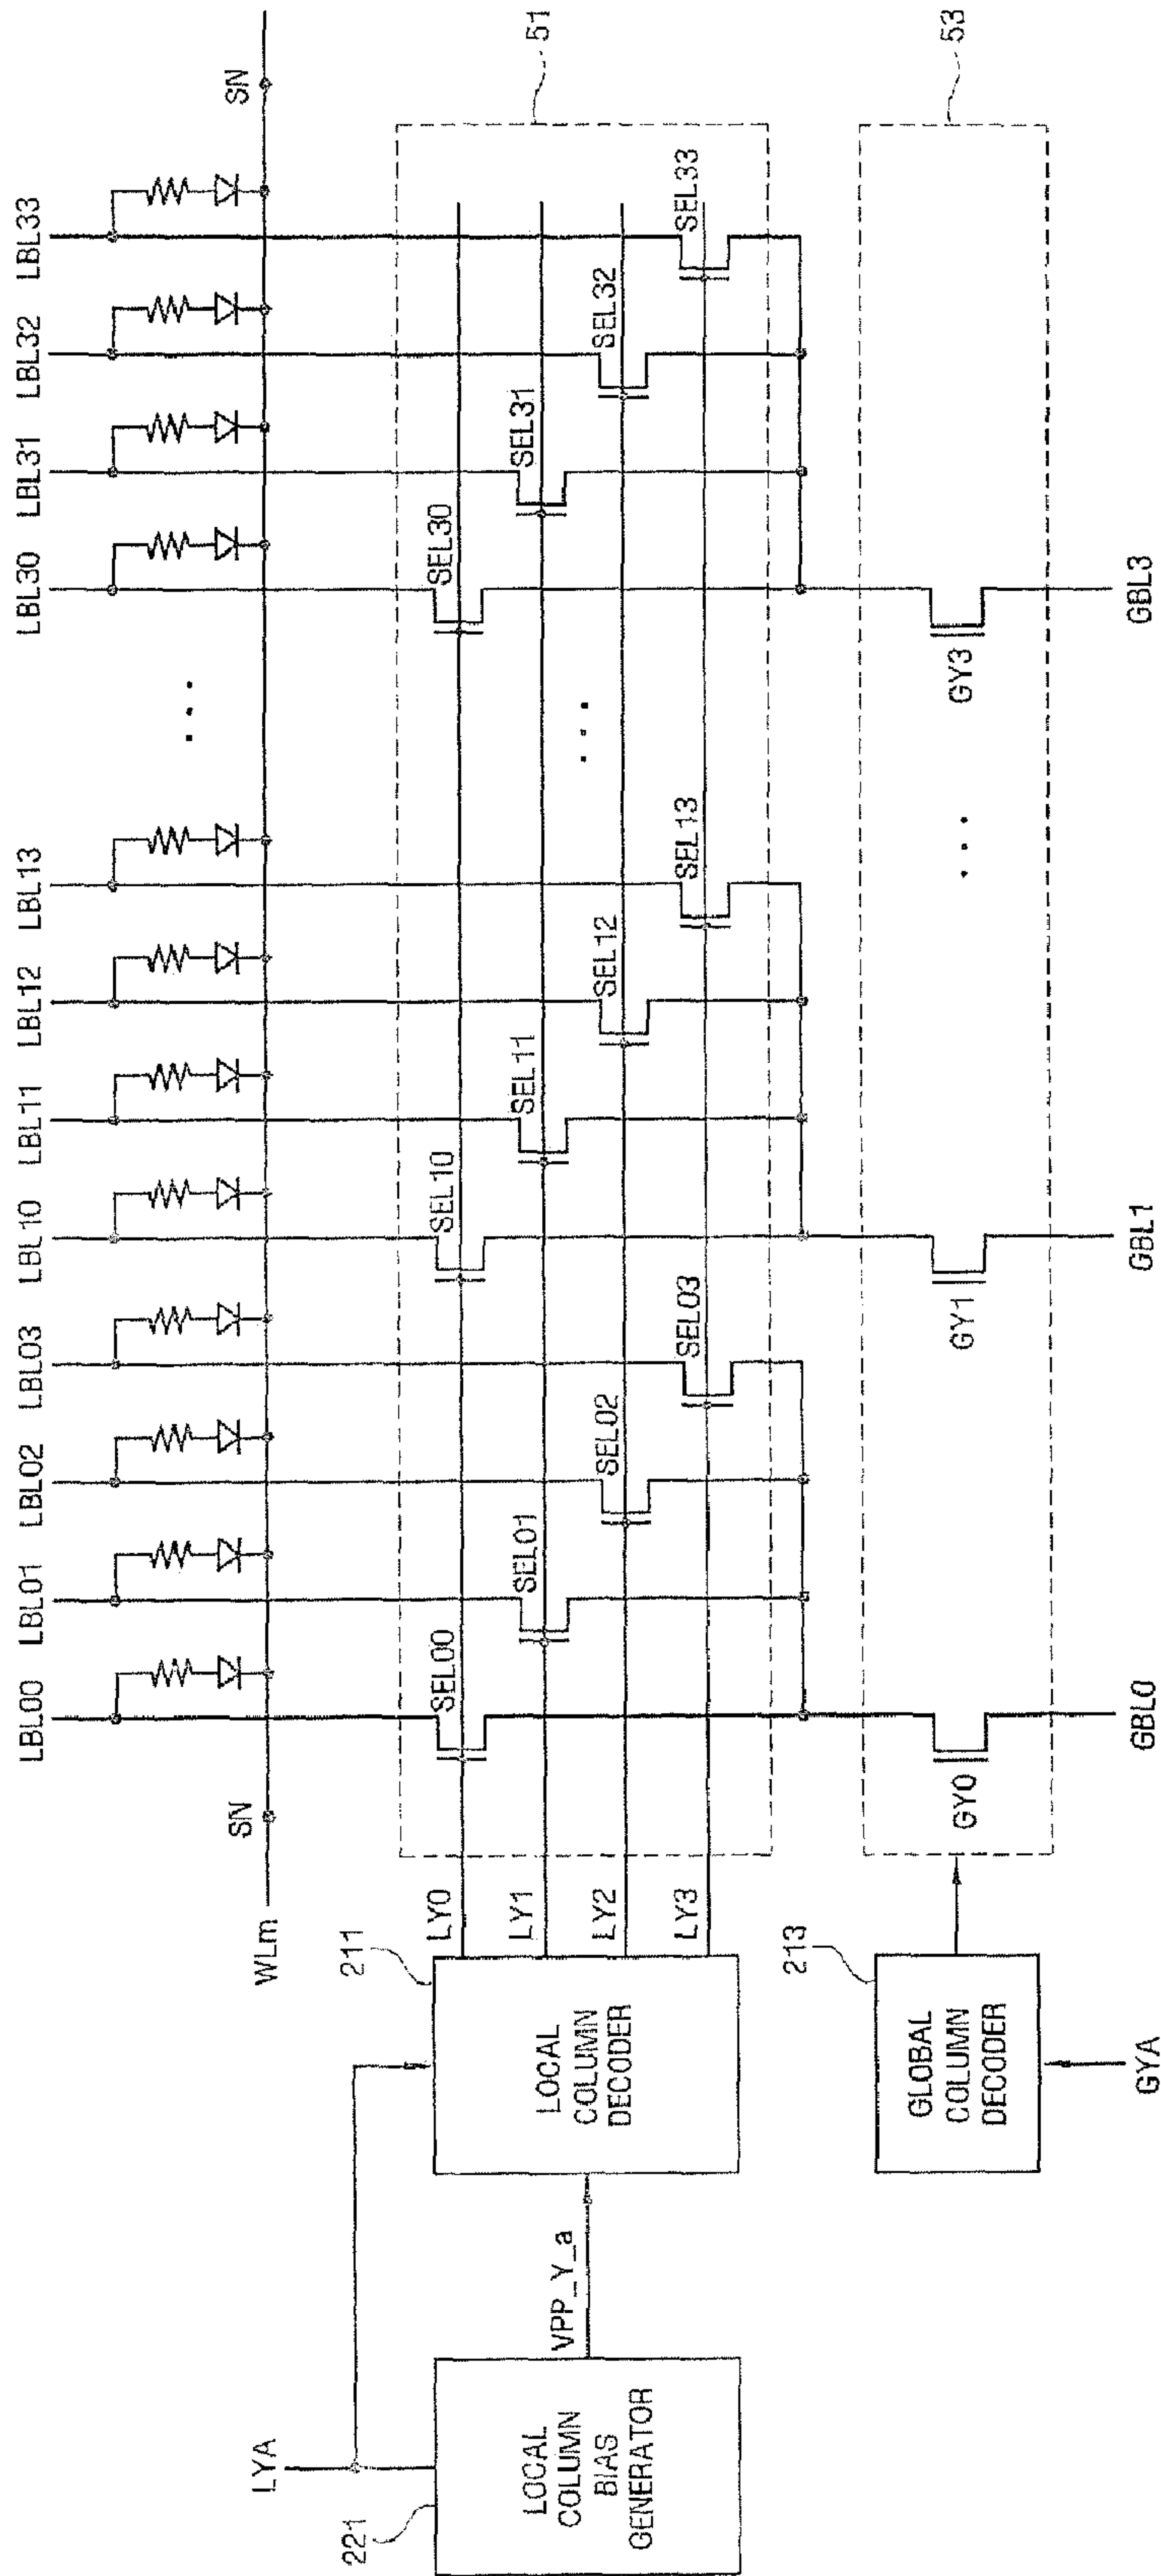 LBL00 LBL01 LBL02 LBL03 LBL10 LBL11 LBL12 LBL13 ... LBL30 LBL31 LBL32 LBL33
WLm SN SN
LYA
221
LOCAL
COLUMN
BIAS
GENERATOR
VPP_Y_a
211
LOCAL
COLUMN
DECODER
LY0
LY1
LY2
LY3
SEL00 SEL10 SEL30
SEL01 SEL11 SEL31
SEL02 SEL12 ... SEL32
SEL03 SEL13 SEL33
51
213
GLOBAL
COLUMN
DECODER
GYA
GY0 GY1 ... GY3
53
GBL0 GBL1 GBL3